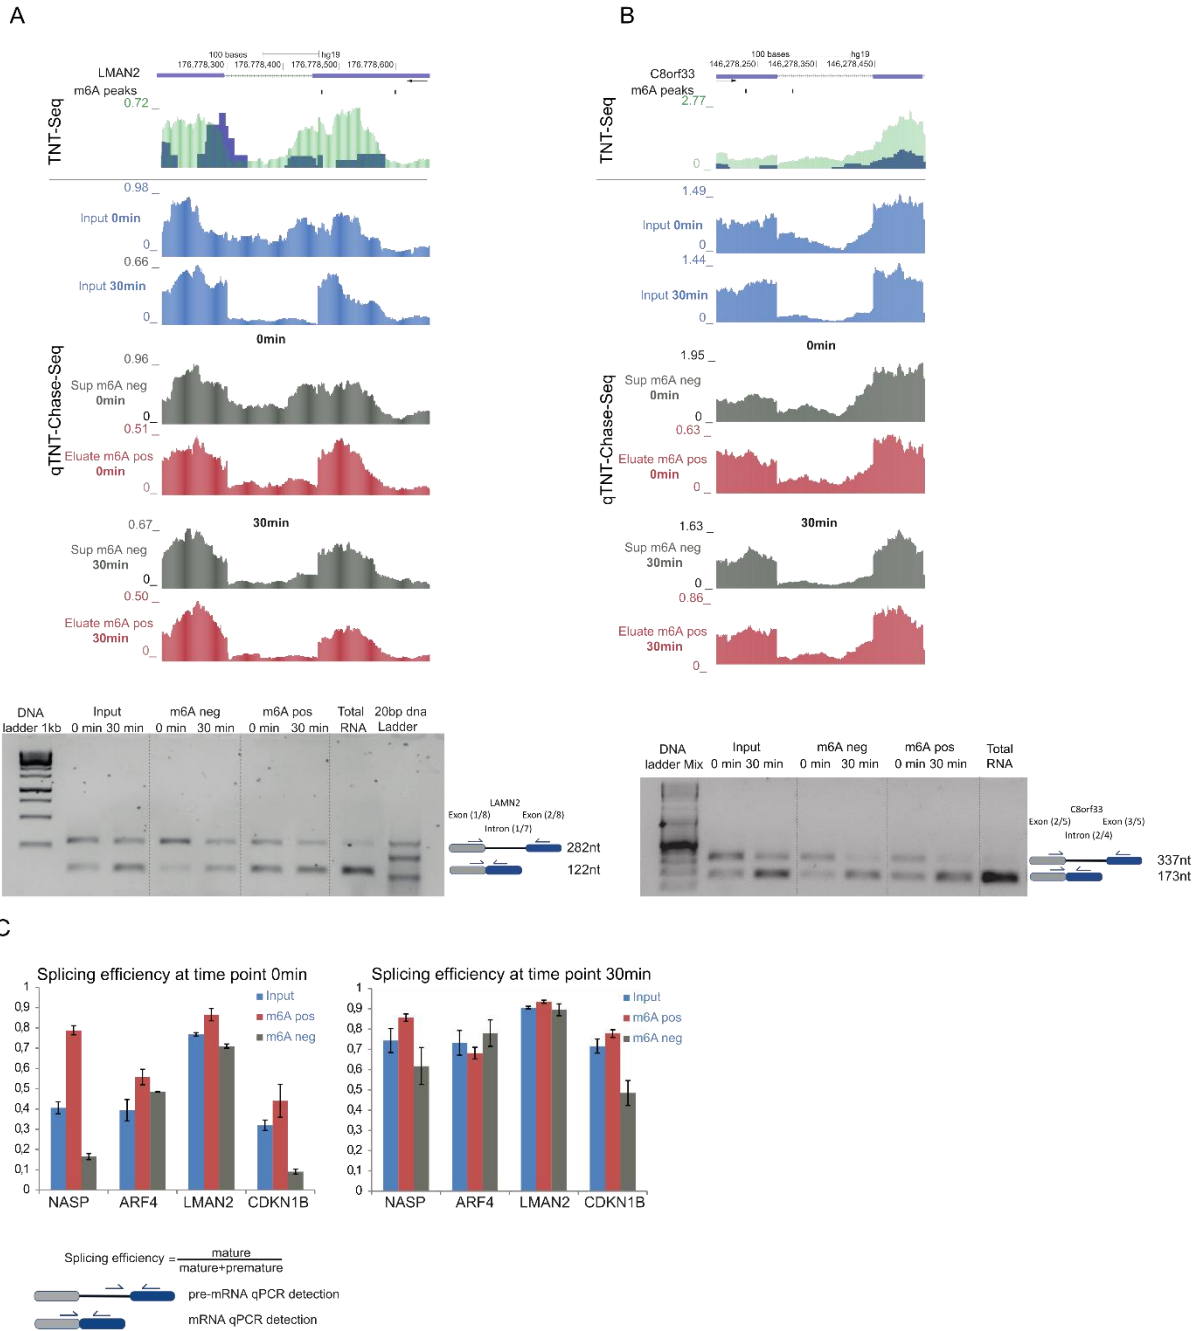 A
100 bases hg19
176.778,300 176.778,400 176.778,500 176.778,600
LMAN2
m6A peaks
0.72
TNT-Seq
0.98
Input 0min
0
0.66
Input 30min
0
0min
qTNT-Chase-Seq
0.96
Sup m6A neg
0min
0
0.51
Eluate m6A pos
0min
0
30min
0.67
Sup m6A neg
30min
0
0.50
Eluate m6A pos
30min
0
DNA
ladder 1kb
Input
0 min 30 min
m6A neg
0 min 30 min
m6A pos
0 min 30 min
Total
RNA
20bp dna
Ladder
LAMN2
Exon (1/8) Exon (2/8)
Intron (1/7)
282nt
122nt
B
100 bases hg19
146,278,250 146,278,350 146,278,450
C8orf33
m6A peaks
2.77
TNT-Seq
0
1.49
Input 0min
0
1.44
Input 30min
0
0min
qTNT-Chase-Seq
1.95
Sup m6A neg
0min
0
0.63
Eluate m6A pos
0min
0
30min
1.63
Sup m6A neg
30min
0
0.86
Eluate m6A pos
30min
0
DNA
ladder Mix
Input
0 min 30 min
m6A neg
0 min 30 min
m6A pos
0 min 30 min
Total
RNA
C8orf33
Exon (2/5) Exon (3/5)
Intron (2/4)
337nt
173nt
C
Splicing efficiency at time point 0min
1
0,9
0,8
0,7
0,6
0,5
0,4
0,3
0,2
0,1
0
Input
m6A pos
m6A neg
NASP ARF4 LMAN2 CDKN1B
Splicing efficiency at time point 30min
1
0,9
0,8
0,7
0,6
0,5
0,4
0,3
0,2
0,1
0
Input
m6A pos
m6A neg
NASP ARF4 LMAN2 CDKN1B
Splicing efficiency = mature
mature+premature
pre-mRNA qPCR detection
mRNA qPCR detection